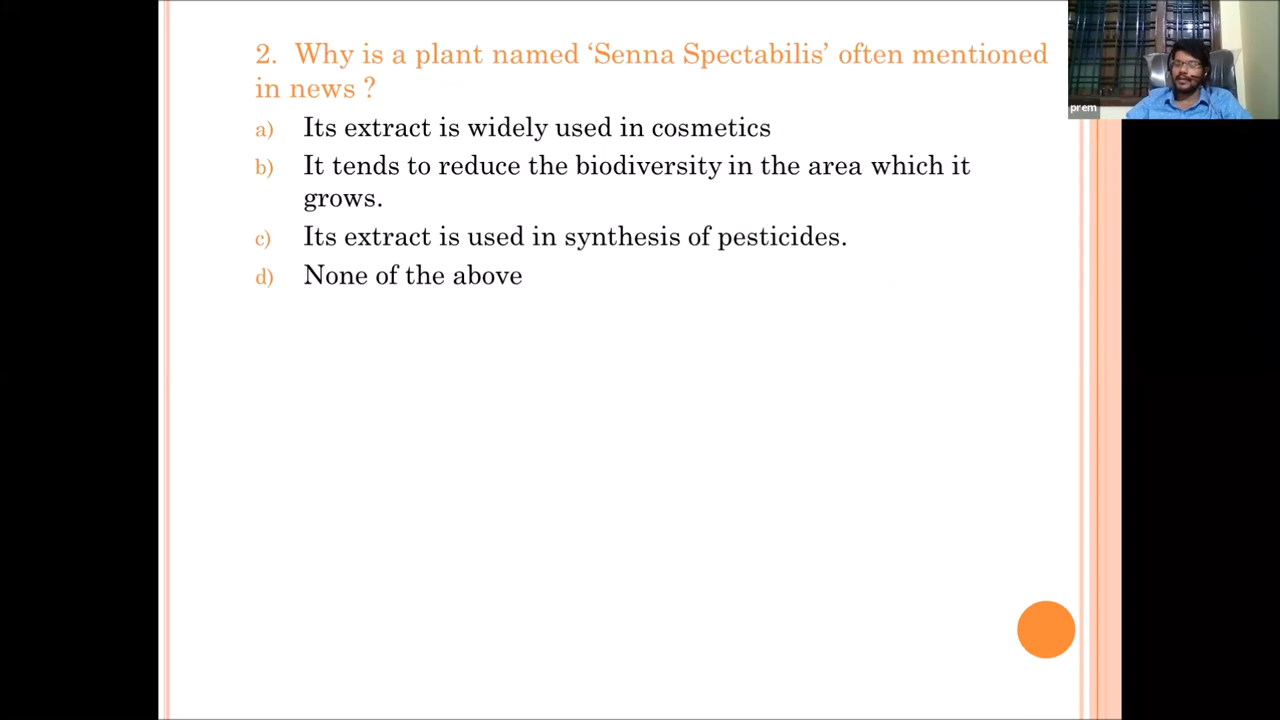 2. Why is a plant named ‘Senna Spectabilis’ often mentioned
in news ?
a) Its extract is widely used in cosmetics
b) It tends to reduce the biodiversity in the area which it
grows.
c) Its extract is used in synthesis of pesticides.
d) None of the above
prem